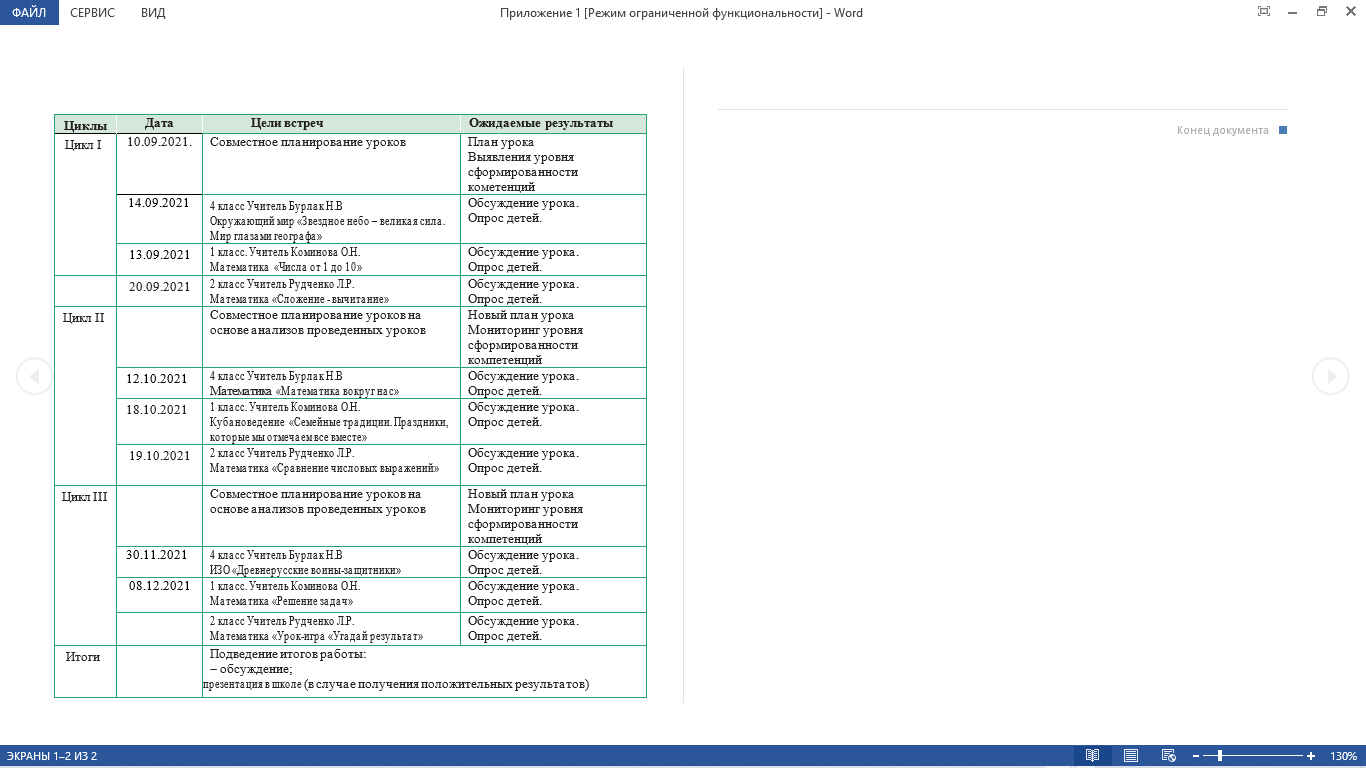 ФАЙЛ СЕРВИС ВИД Приложение 1 [Режим ограниченной функциональности] - Word
Циклы Дата Цели встреч Ожидаемые результаты
Цикл I 10.09.2021. Совместное планирование уроков План урока
Выявления уровня
сформированности
кометенций
14.09.2021 4 класс Учитель Бурлак Н.В Обсуждение урока.
Окружающий мир «Звездное небо – великая сила. Опрос детей.
Мир глазами географа»
13.09.2021 1 класс. Учитель Коминова О.Н. Обсуждение урока.
Математика «Числа от 1 до 10» Опрос детей.
20.09.2021 2 класс Учитель Рудченко Л.Р. Обсуждение урока.
Математика «Сложение - вычитание» Опрос детей.
Цикл II Совместное планирование уроков на Новый план урока
основе анализов проведенных уроков Мониторинг уровня
сформированности
компетенций
12.10.2021 4 класс Учитель Бурлак Н.В Обсуждение урока.
Математика «Математика вокруг нас» Опрос детей.
18.10.2021 1 класс. Учитель Коминова О.Н. Обсуждение урока.
Кубановедение «Семейные традиции. Праздники, Опрос детей.
которые мы отмечаем все вместе»
19.10.2021 2 класс Учитель Рудченко Л.Р. Обсуждение урока.
Математика «Сравнение числовых выражений» Опрос детей.
Цикл III Совместное планирование уроков на Новый план урока
основе анализов проведенных уроков Мониторинг уровня
сформированности
компетенций
30.11.2021 4 класс Учитель Бурлак Н.В Обсуждение урока.
ИЗО «Древнерусские воины-защитники» Опрос детей.
08.12.2021 1 класс. Учитель Коминова О.Н. Обсуждение урока.
Математика «Решение задач» Опрос детей.
2 класс Учитель Рудченко Л.Р. Обсуждение урока.
Математика «Урок-игра «Угадай результат» Опрос детей.
Итоги Подведение итогов работы:
– обсуждение;
презентация в школе (в случае получения положительных результатов)
Конец документа
ЭКРАНЫ 1–2 ИЗ 2 130%